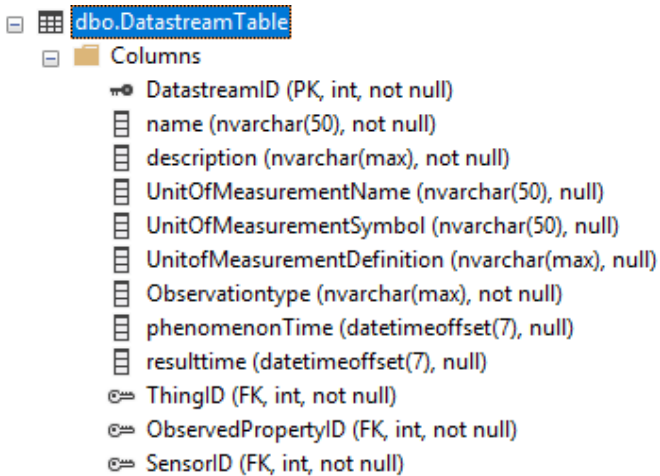 dbo.DatastreamTable
Columns
DatastreamID (PK, int, not null)
name (nvarchar(50), not null)
description (nvarchar(max), not null)
UnitOfMeasurementName (nvarchar(50), null)
UnitOfMeasurementSymbol (nvarchar(50), null)
UnitofMeasurementDefinition (nvarchar(max), null)
Observationtype (nvarchar(max), not null)
phenomenonTime (datetimeoffset(7), null)
resulttime (datetimeoffset(7), null)
ThingID (FK, int, not null)
ObservedPropertyID (FK, int, not null)
SensorID (FK, int, not null)